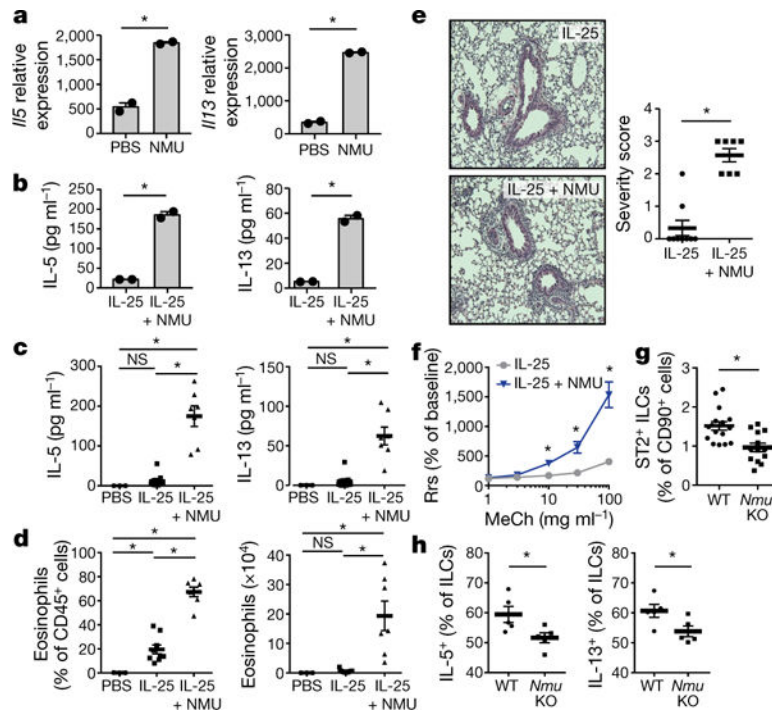 a
Il5 relative
expression
2,000
1,500
1,000
500
0
*
PBS
NMU
Il13 relative
expression
3,000
2,000
1,000
0
*
PBS
NMU
b
IL-5 (pg ml⁻¹)
250
200
150
100
50
0
*
IL-25
IL-25
+ NMU
IL-13 (pg ml⁻¹)
80
60
40
20
0
*
IL-25
IL-25
+ NMU
c
IL-5 (pg ml⁻¹)
300
200
100
0
*
NS
*
PBS
IL-25
IL-25
+ NMU
IL-13 (pg ml⁻¹)
150
100
50
0
*
NS
*
PBS
IL-25
IL-25
+ NMU
d
Eosinophils
(% of CD45⁺ cells)
100
80
60
40
20
0
*
*
*
PBS
IL-25
IL-25
+ NMU
Eosinophils (×10⁴)
50
40
30
20
10
0
*
NS
*
PBS
IL-25
IL-25
+ NMU
e
IL-25
IL-25 + NMU
Severity score
4
3
2
1
0
*
IL-25
IL-25
+ NMU
f
IL-25
IL-25 + NMU
Rrs (% of baseline)
2,000
1,500
1,000
500
0
*
*
*
1
10
100
MeCh (mg ml⁻¹)
g
ST2⁺ ILCs
(% of CD90⁺ cells)
4
3
2
1
0
*
WT
Nmu
KO
h
IL-5⁺ (% of ILCs)
80
70
60
50
40
*
WT
Nmu
KO
IL-13⁺ (% of ILCs)
80
70
60
50
40
*
WT
Nmu
KO